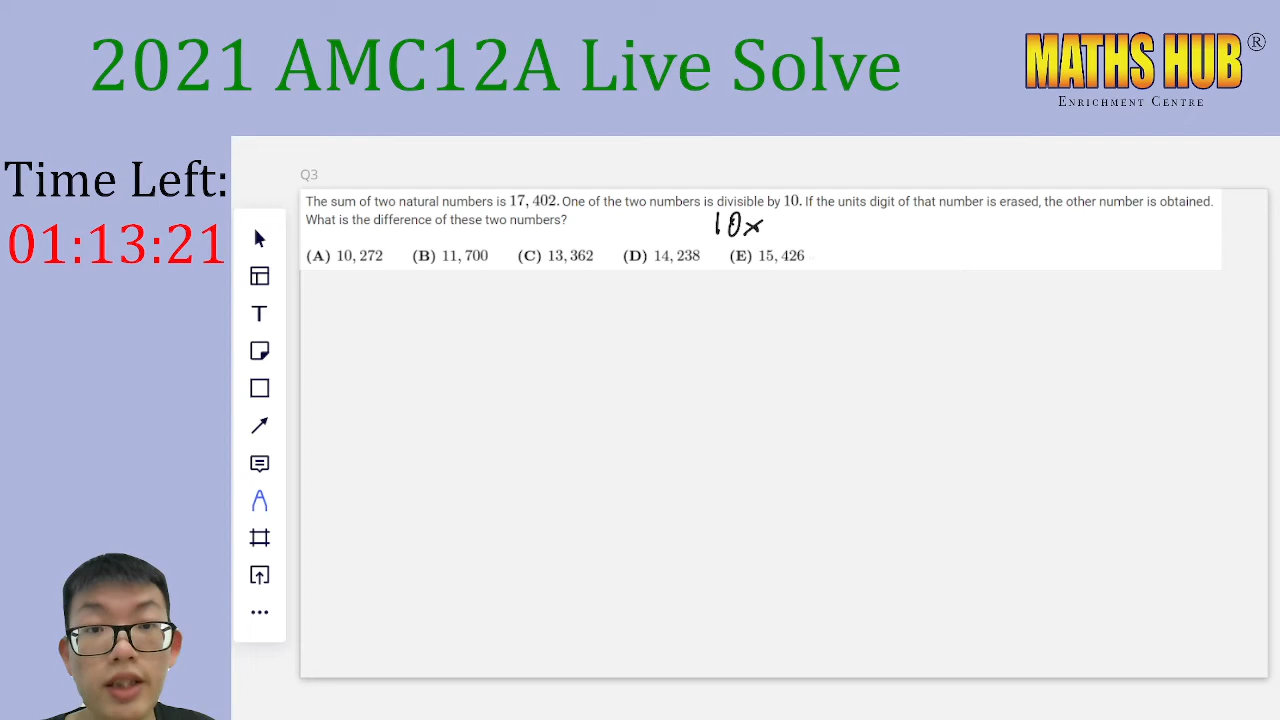 2021 AMC12A Live Solve
MATHS HUB®
ENRICHMENT CENTRE
Time Left:
01:13:21
Q3
The sum of two natural numbers is 17, 402. One of the two numbers is divisible by 10. If the units digit of that number is erased, the other number is obtained.
What is the difference of these two numbers?
10x
(A) 10, 272 (B) 11, 700 (C) 13, 362 (D) 14, 238 (E) 15, 426
T